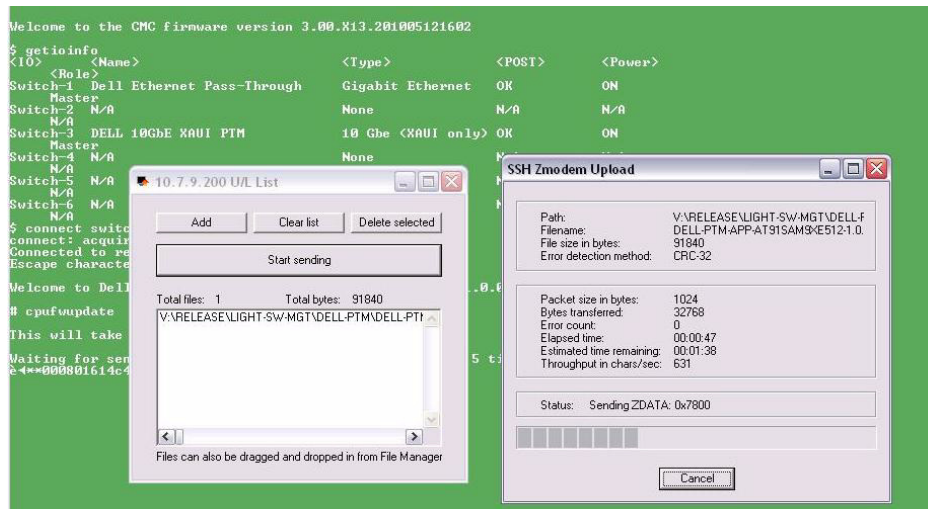 Welcome to the CMC firmware version 3.00.X13.201005121602
$ getioinfo
<IO> <Name> <Type> <POST> <Power>
<Role>
Switch-1 Dell Ethernet Pass-Through Gigabit Ethernet OK ON
Master
Switch-2 N/A None N/A N/A
N/A
Switch-3 DELL 10GbE XAUI PTM 10 Gbe <XAUI only> OK ON
Master
Switch-4 N/A None
N/A
Switch-5 N/A
N/A
Switch-6 N/A
N/A
$ connect switc
connect: acquir
Connected to re
Escape characte
Welcome to Dell
# cpufwupdate
This will take
Waiting for sen 5 ti
**000801614c4
10.7.9.200 U/L List
Add Clear list Delete selected
Start sending
Total files: 1 Total bytes: 91840
V:\RELEASE\LIGHT-SW-MGT\DELL-PTM\DELL-PTM
Files can also be dragged and dropped in from File Manager
SSH Zmodem Upload
Path: V:\RELEASE\LIGHT-SW-MGT\DELL-F
Filename: DELL-PTM-APP-AT91SAM9XE512-1.0.
File size in bytes: 91840
Error detection method: CRC-32
Packet size in bytes: 1024
Bytes transferred: 32768
Error count: 0
Elapsed time: 00:00:47
Estimated time remaining: 00:01:38
Throughput in chars/sec: 631
Status: Sending ZDATA: 0x7800
Cancel